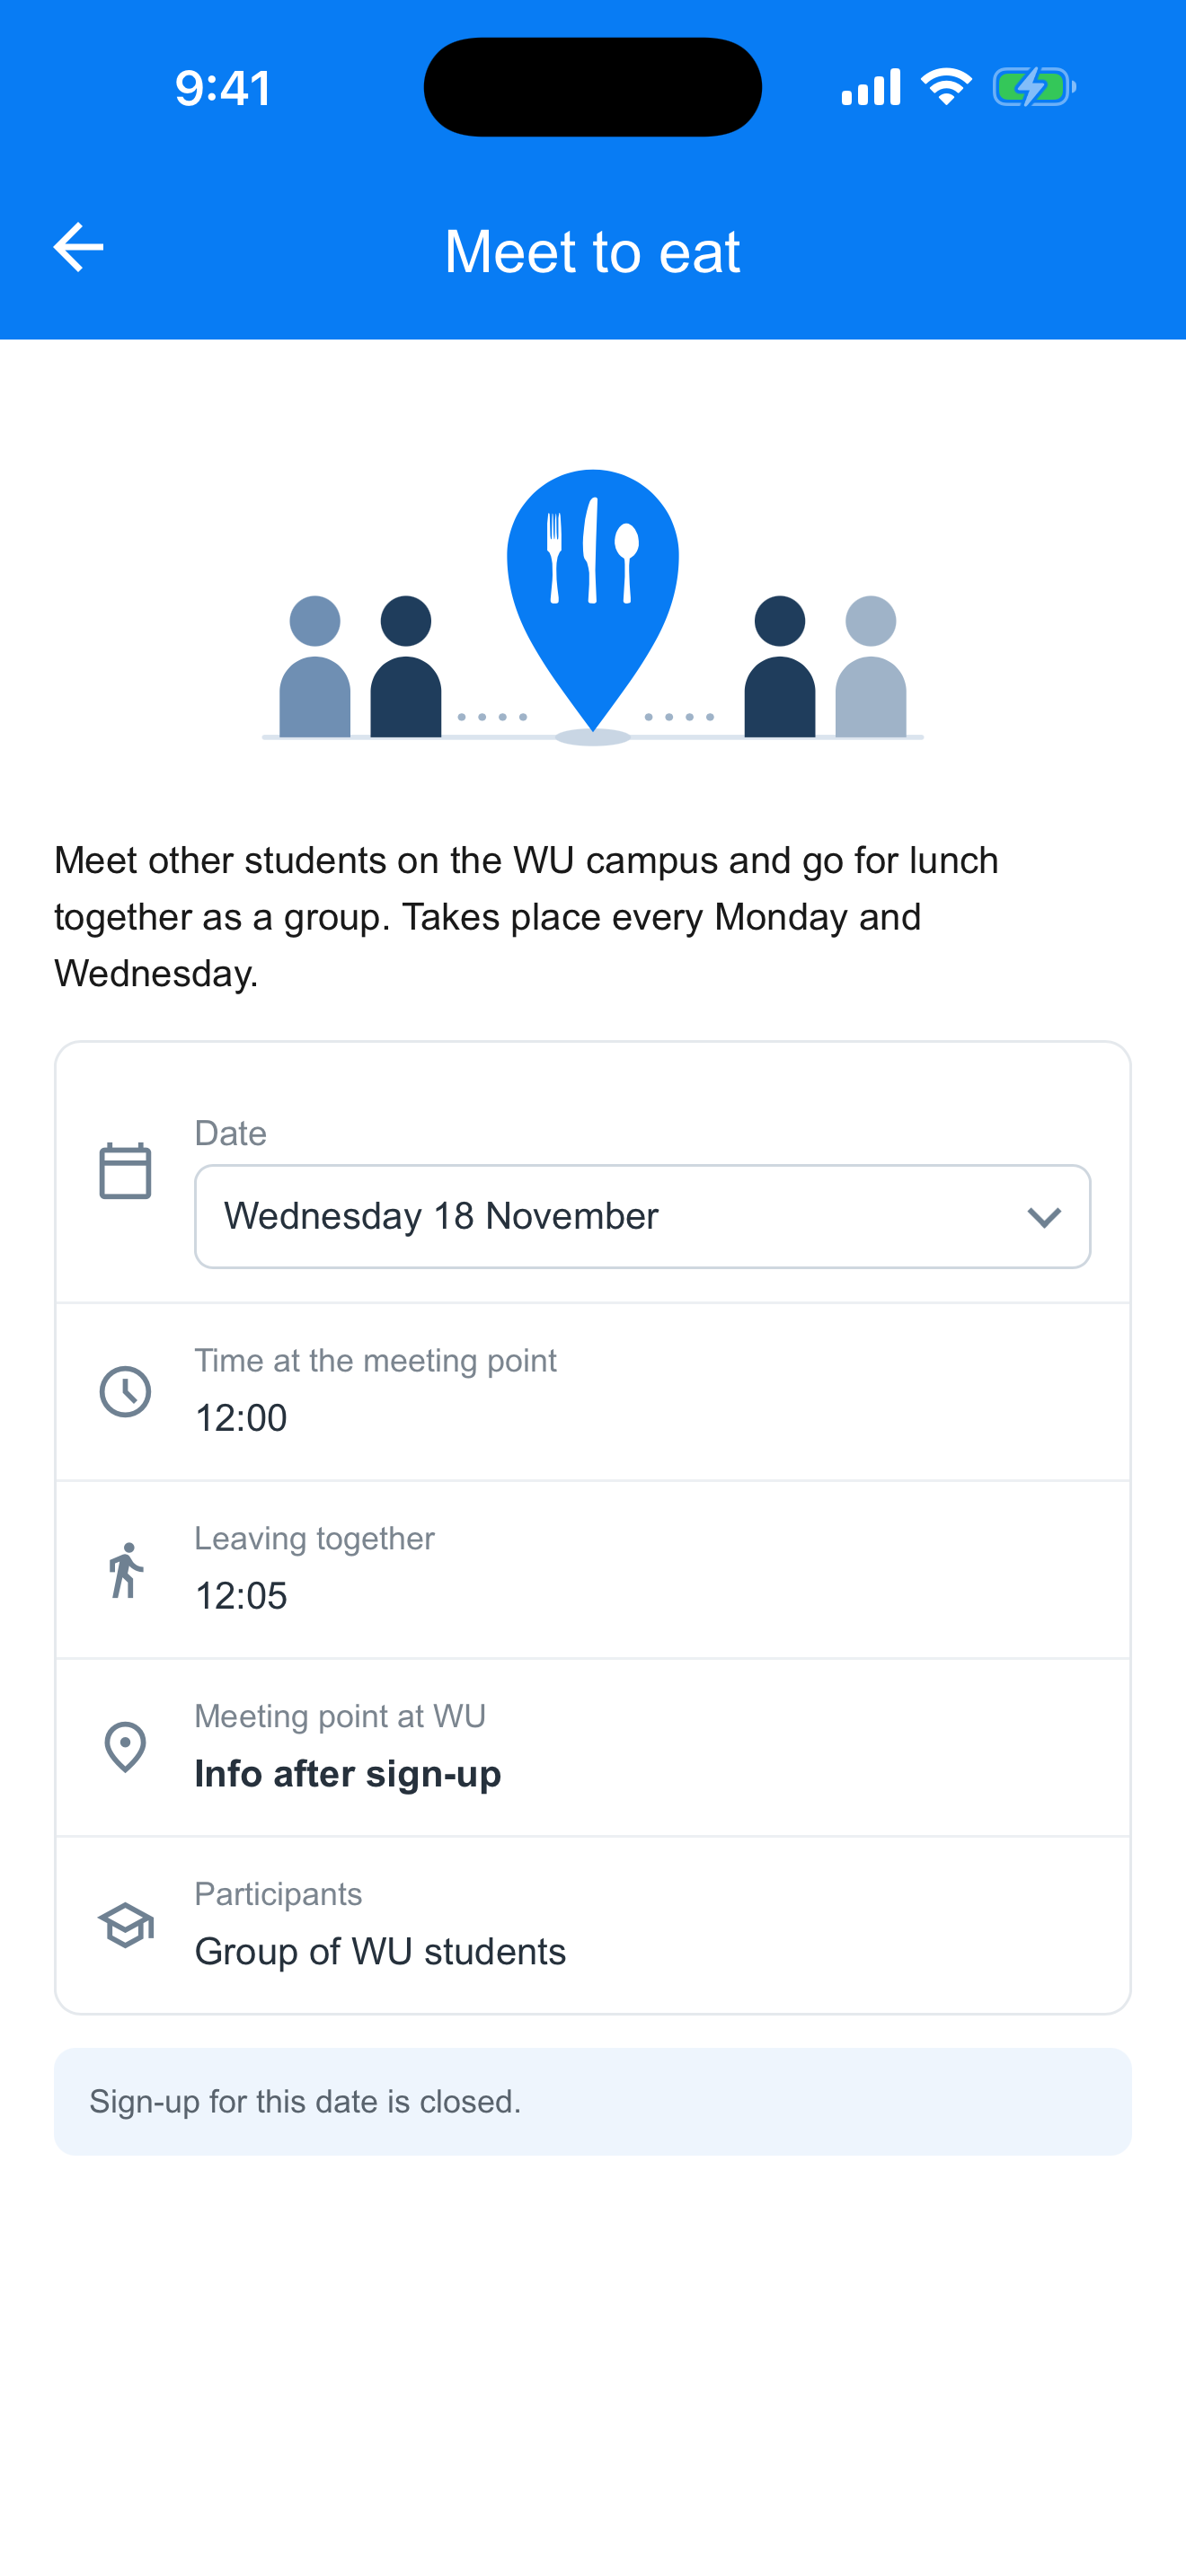 9:41
Meet to eat
Meet other students on the WU campus and go for lunch
together as a group. Takes place every Monday and
Wednesday.
Date
Wednesday 18 November
Time at the meeting point
12:00
Leaving together
12:05
Meeting point at WU
Info after sign-up
Participants
Group of WU students
Sign-up for this date is closed.